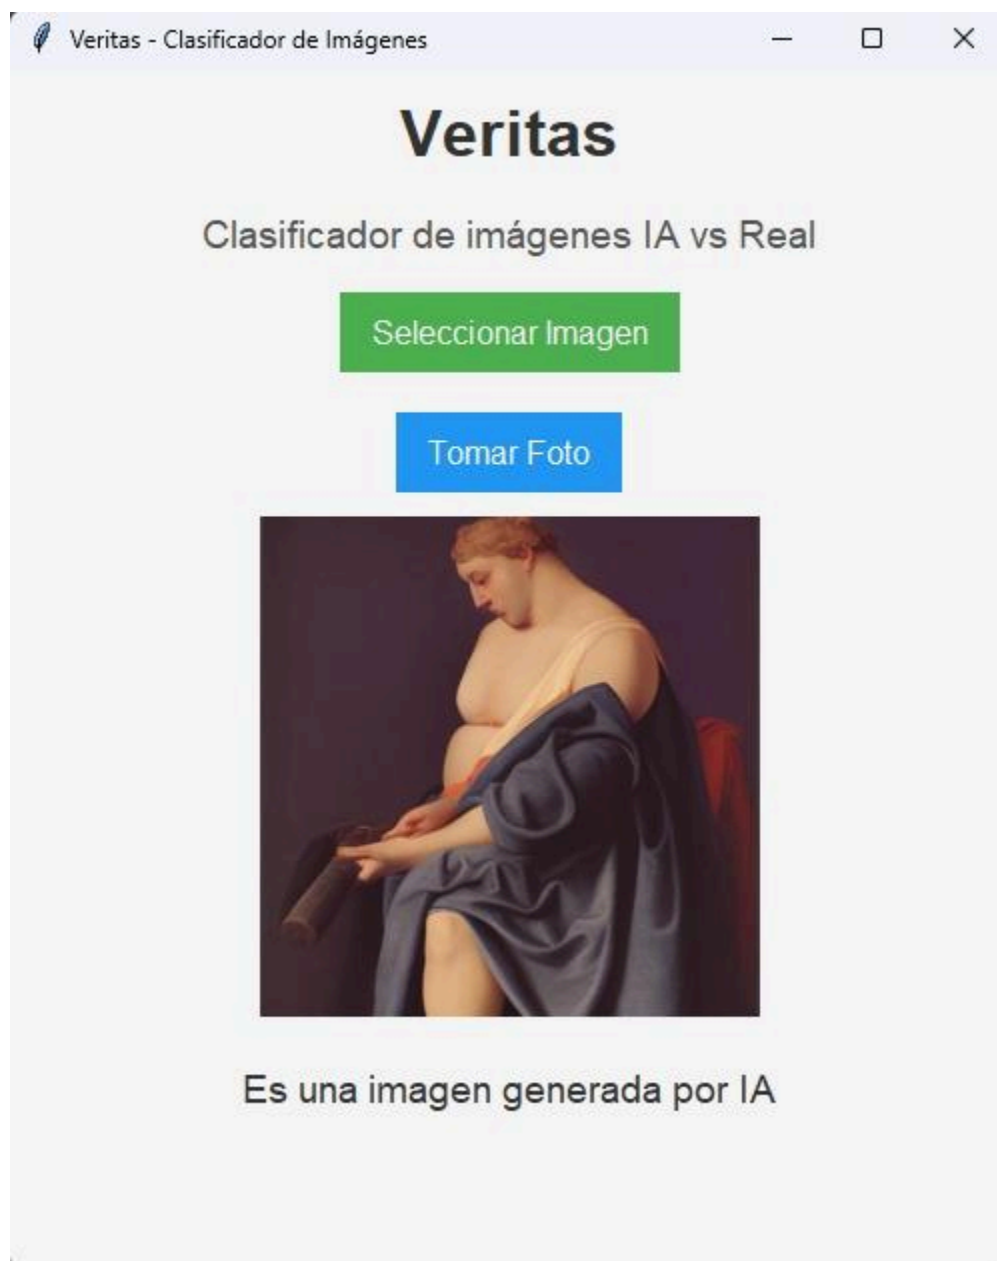 Veritas - Clasificador de Imágenes
Veritas
Clasificador de imágenes IA vs Real
Seleccionar Imagen
Tomar Foto
Es una imagen generada por IA